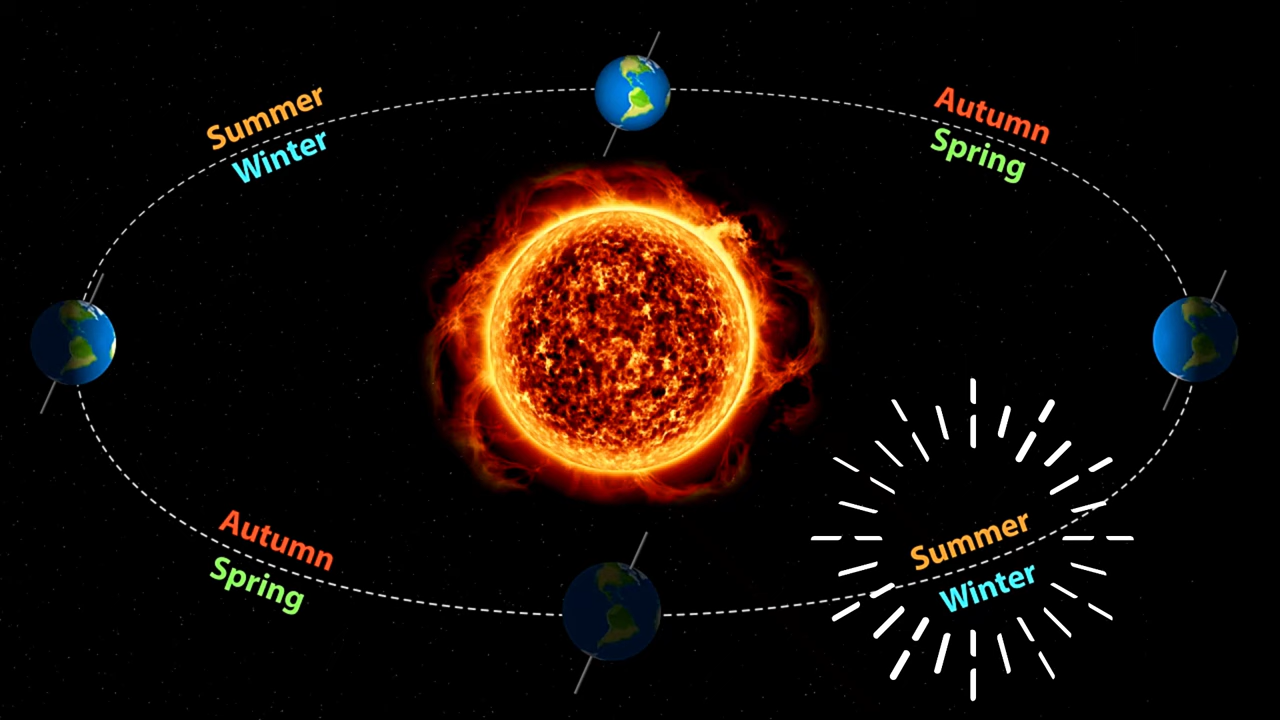 Summer
Winter
Autumn
Spring
Autumn
Spring
Summer
Winter